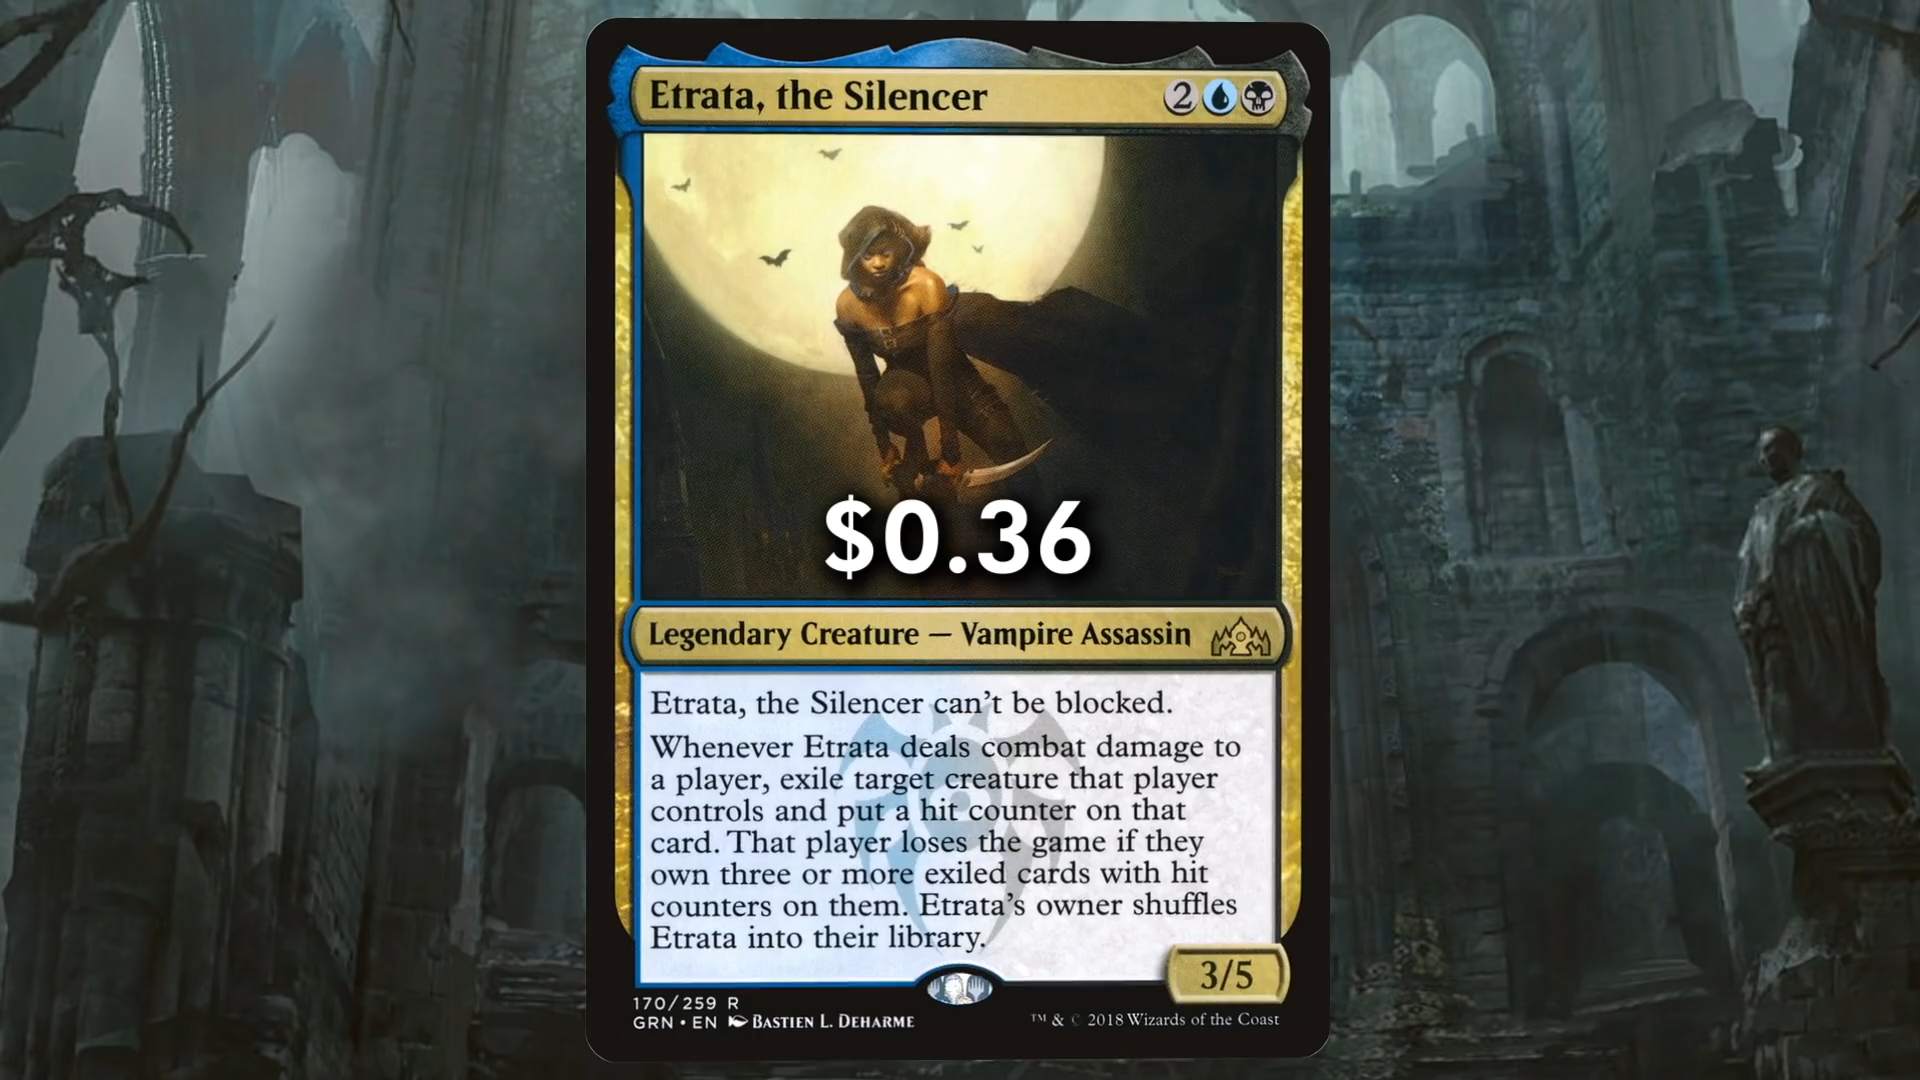 Etrata, the Silencer 2
$0.36
Legendary Creature — Vampire Assassin
Etrata, the Silencer can't be blocked.
Whenever Etrata deals combat damage to
a player, exile target creature that player
controls and put a hit counter on that
card. That player loses the game if they
own three or more exiled cards with hit
counters on them. Etrata's owner shuffles
Etrata into their library.
3/5
170/259 R
GRN • EN BASTIEN L. DEHARME
™ & © 2018 Wizards of the Coast